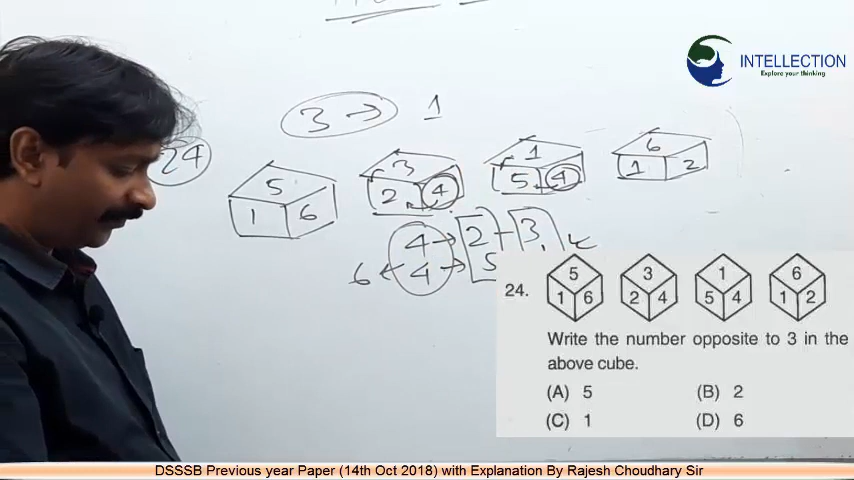 INTELLECTION
Explore your thinking
3 → 1
24
5 1 6
3 2 4
1 5 4
6 1 2
4 → 2 - 3
6 ← 4 → 5
24.
5 1 6
3 2 4
1 5 4
6 1 2
Write the number opposite to 3 in the
above cube.
(A) 5 (B) 2
(C) 1 (D) 6
DSSSB Previous year Paper (14th Oct 2018) with Explanation By Rajesh Choudhary Sir